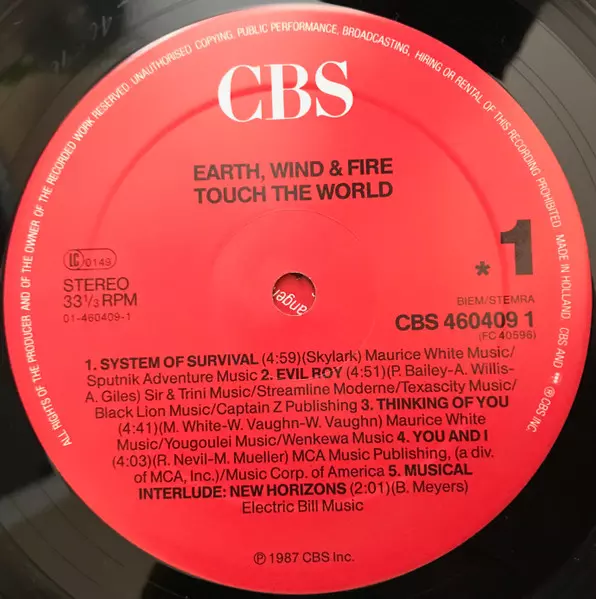 ALL RIGHTS OF THE PRODUCER AND OF THE OWNER OF THE RECORDED WORK RESERVED. UNAUTHORISED COPYING, PUBLIC PERFORMANCE, BROADCASTING, HIRING OR RENTAL OF THIS RECORDING PROHIBITED. MADE IN HOLLAND. CBS AND ℗ CBS INC.
CBS
EARTH, WIND & FIRE
TOUCH THE WORLD
LC 0149
STEREO
33 1/3 RPM
01-460409-1
* 1
BIEM/STEMRA
CBS 460409 1
(FC 40596)
anger
1. SYSTEM OF SURVIVAL (4:59)(Skylark) Maurice White Music/
Sputnik Adventure Music 2. EVIL ROY (4:51)(P. Bailey-A. Willis-
A. Giles) Sir & Trini Music/Streamline Moderne/Texascity Music/
Black Lion Music/Captain Z Publishing 3. THINKING OF YOU
(4:41)(M. White-W. Vaughn-W. Vaughn) Maurice White
Music/Yougoulei Music/Wenkewa Music 4. YOU AND I
(4:03)(R. Nevil-M. Mueller) MCA Music Publishing, (a div.
of MCA, Inc.)/Music Corp. of America 5. MUSICAL
INTERLUDE: NEW HORIZONS (2:01)(B. Meyers)
Electric Bill Music
℗ 1987 CBS Inc.